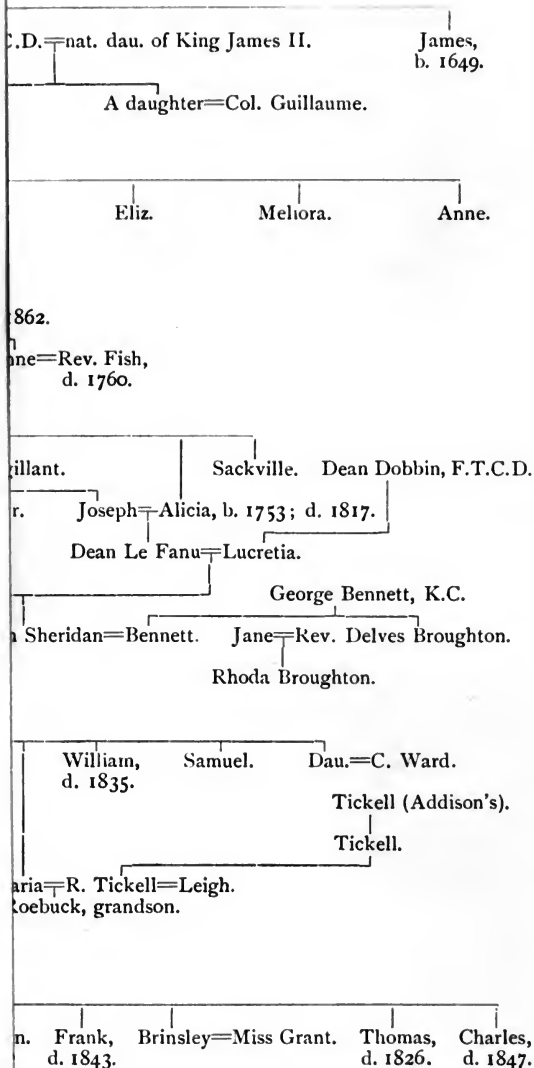 C.D.=nat. dau. of King James II. James,
b. 1649.
A daughter=Col. Guillaume.
Eliz. Meliora. Anne.
862.
ne=Rev. Fish,
d. 1760.
illant. Sackville. Dean Dobbin, F.T.C.D.
r. Joseph=Alicia, b. 1753; d. 1817.
Dean Le Fanu=Lucretia.
George Bennett, K.C.
Sheridan=Bennett. Jane=Rev. Delves Broughton.
Rhoda Broughton.
William, Samuel. Dau.=C. Ward.
d. 1835.
Tickell (Addison's).
Tickell.
aria=R. Tickell=Leigh.
Roebuck, grandson.
n. Frank, Brinsley=Miss Grant. Thomas, Charles,
d. 1843. d. 1826. d. 1847.